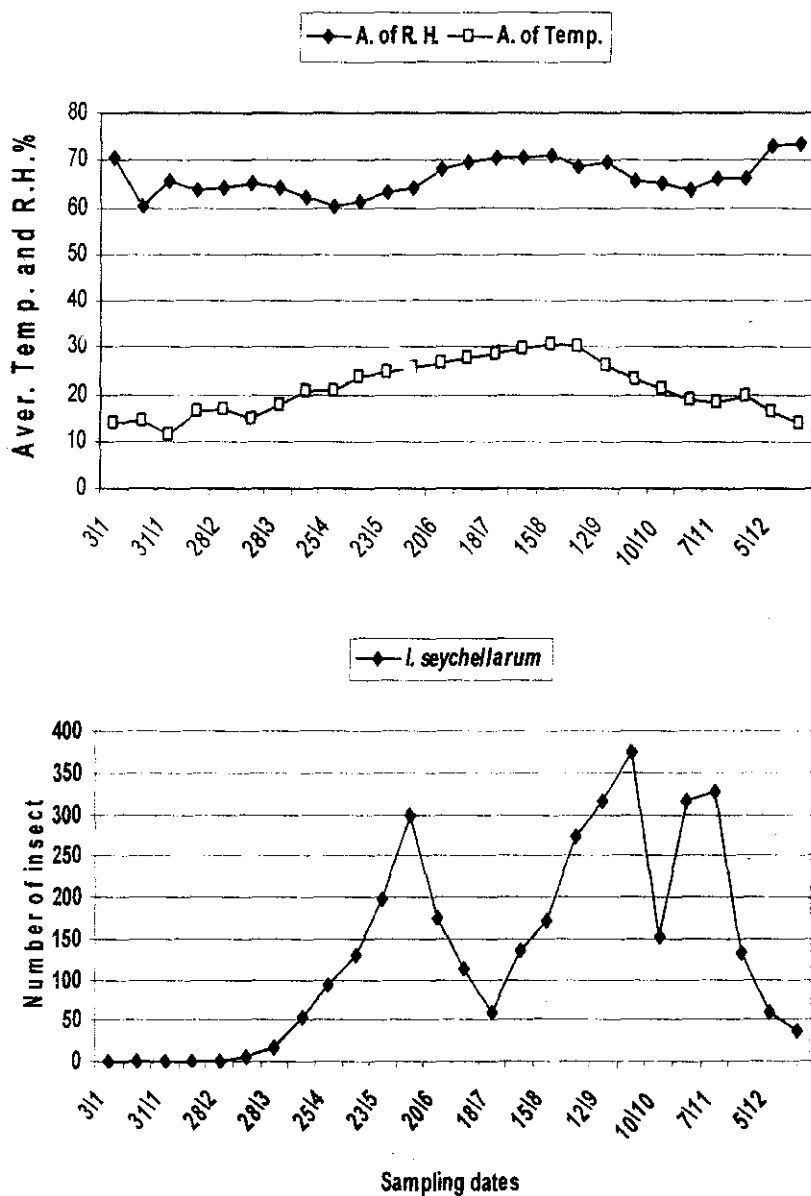 A. of R. H. A. of Temp.
Aver. Temp. and R.H.%
80
70
60
50
40
30
20
10
0
3\1 31\1 28\2 28\3 25\4 23\5 20\6 18\7 15\8 12\9 10\10 7\11 5\12
I. seychellarum
Number of insect
400
350
300
250
200
150
100
50
0
3\1 31\1 28\2 28\3 25\4 23\5 20\6 18\7 15\8 12\9 10\10 7\11 5\12
Sampling dates